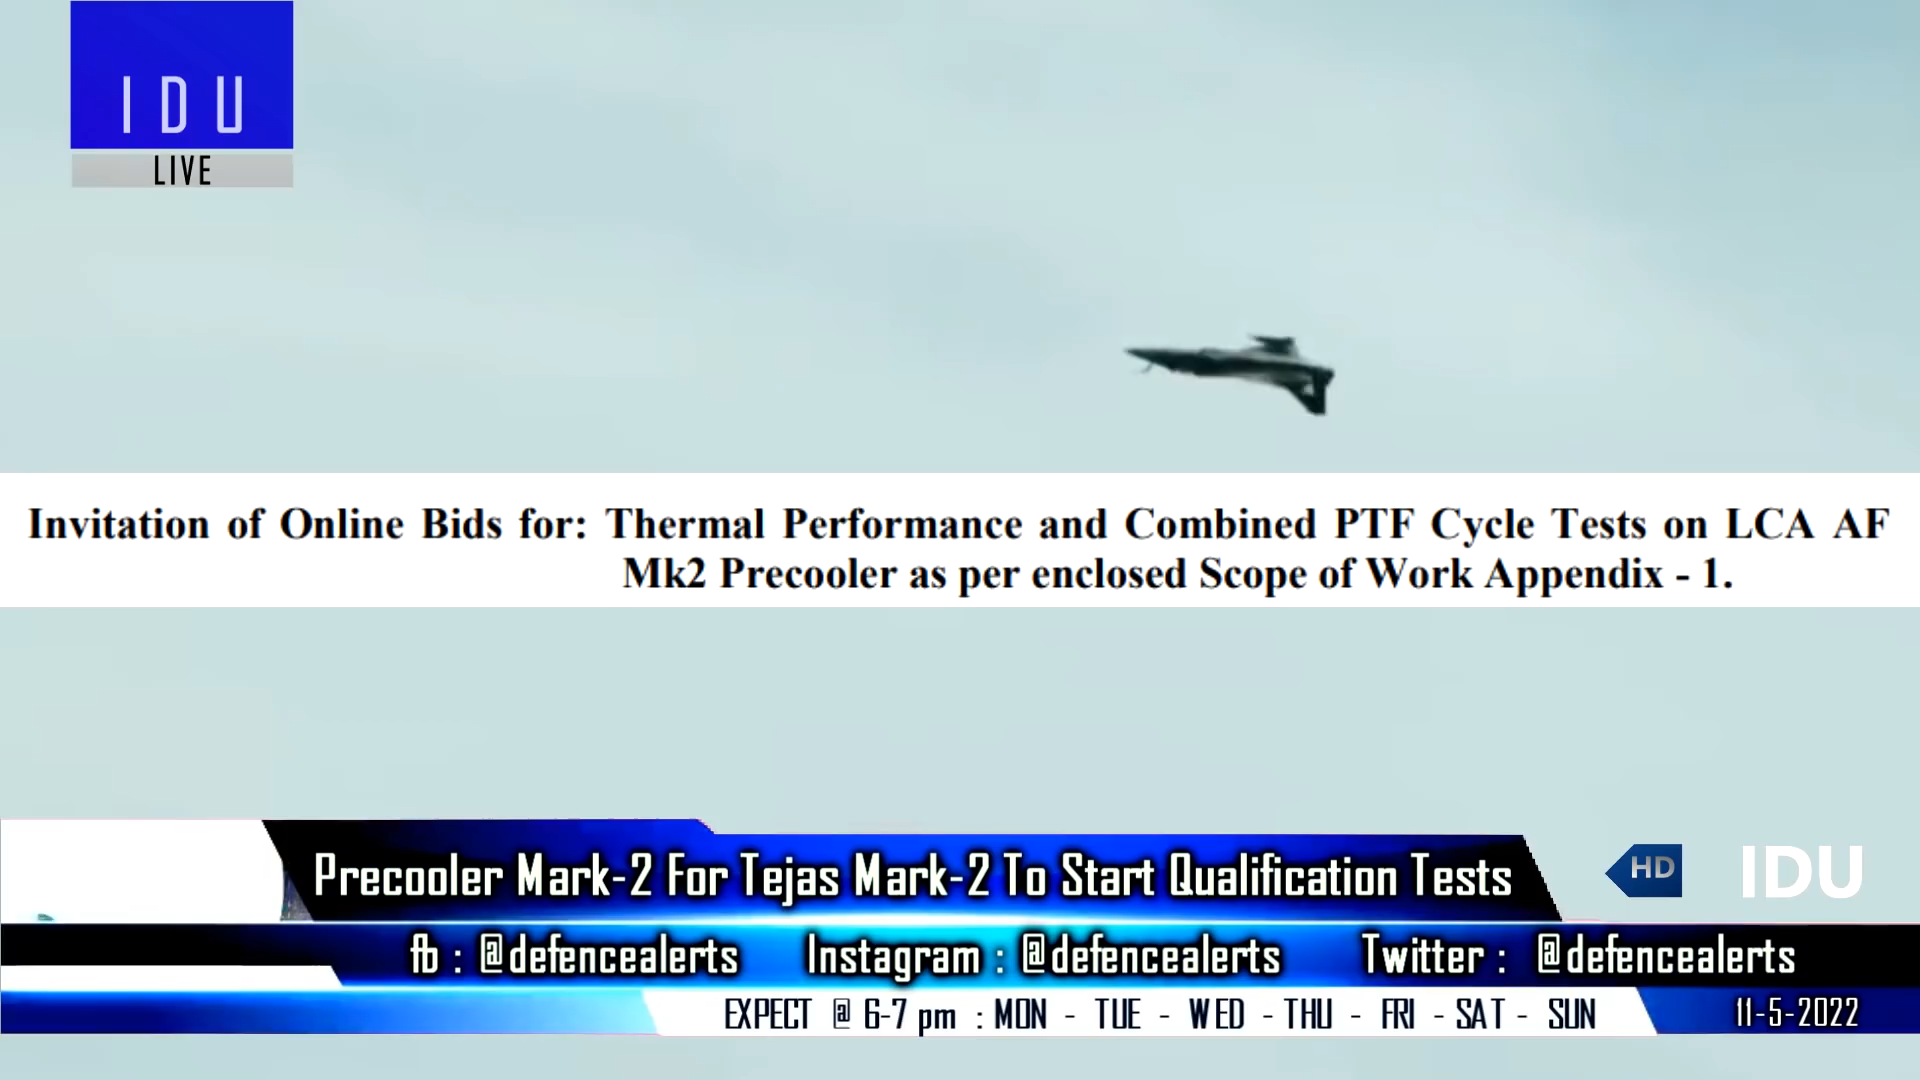 IDU
LIVE
Invitation of Online Bids for: Thermal Performance and Combined PTF Cycle Tests on LCA AF
Mk2 Precooler as per enclosed Scope of Work Appendix - 1.
Precooler Mark-2 For Tejas Mark-2 To Start Qualification Tests
HD
IDU
fb : @defencealerts Instagram : @defencealerts Twitter : @defencealerts
EXPECT @ 6-7 pm : MON - TUE - WED - THU - FRI - SAT - SUN
11-5-2022